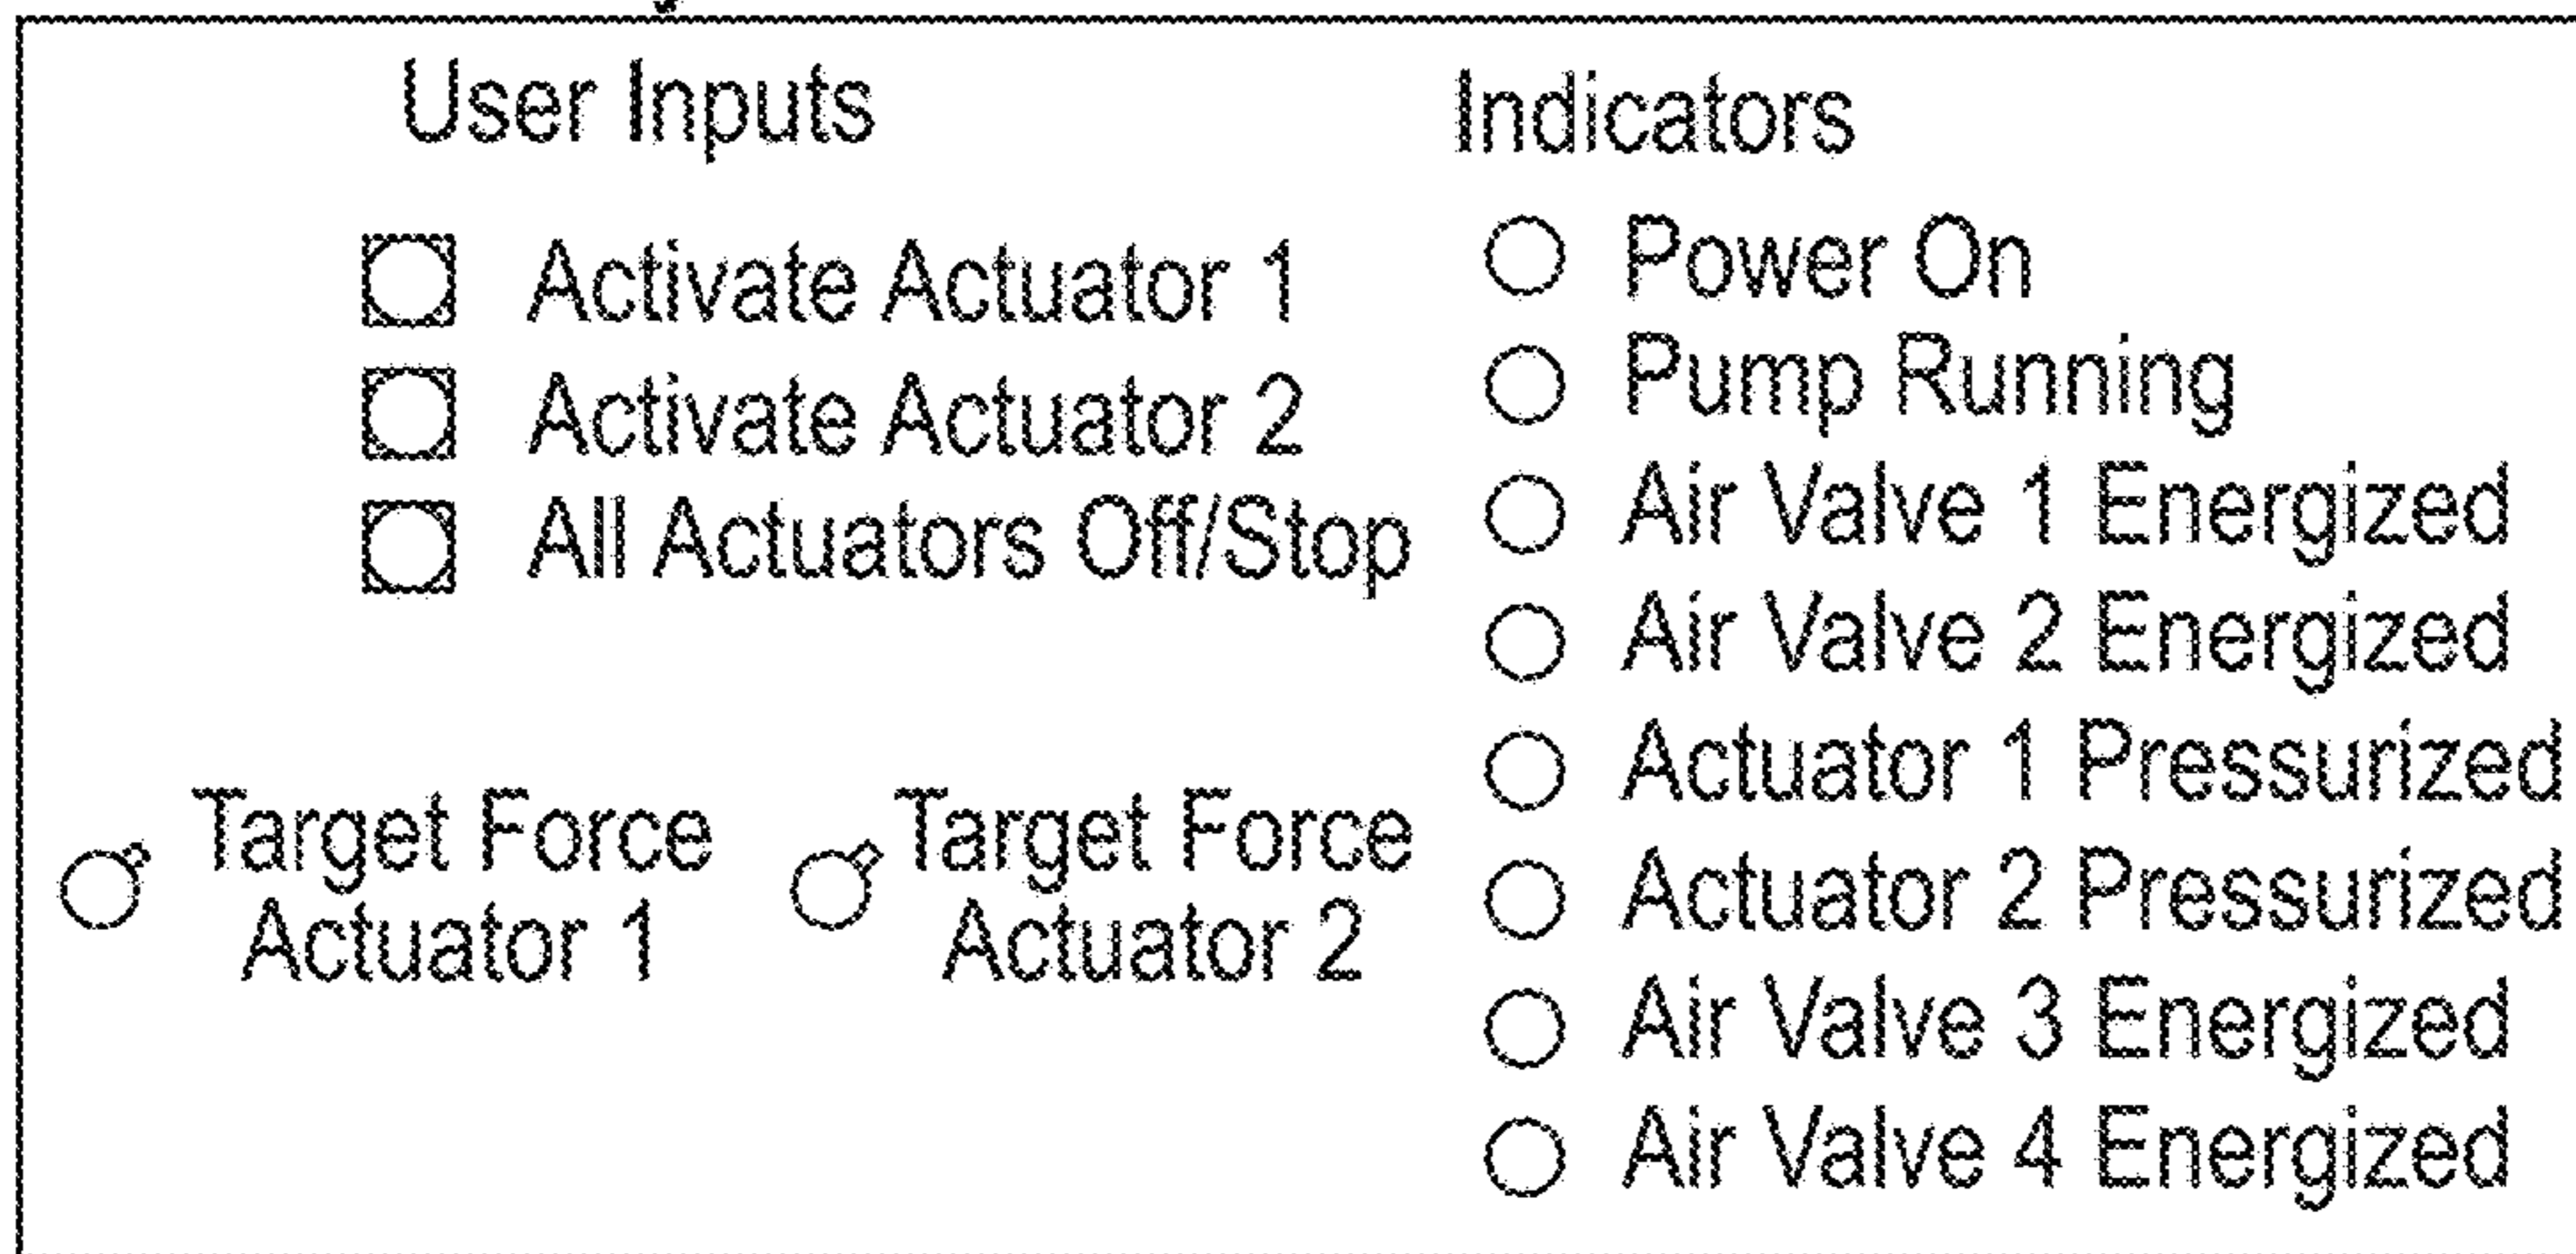 User Inputs
Activate Actuator 1
Activate Actuator 2
All Actuators Off/Stop
Target Force
Actuator 1
Target Force
Actuator 2
Indicators
Power On
Pump Running
Air Valve 1 Energized
Air Valve 2 Energized
Actuator 1 Pressurized
Actuator 2 Pressurized
Air Valve 3 Energized
Air Valve 4 Energized